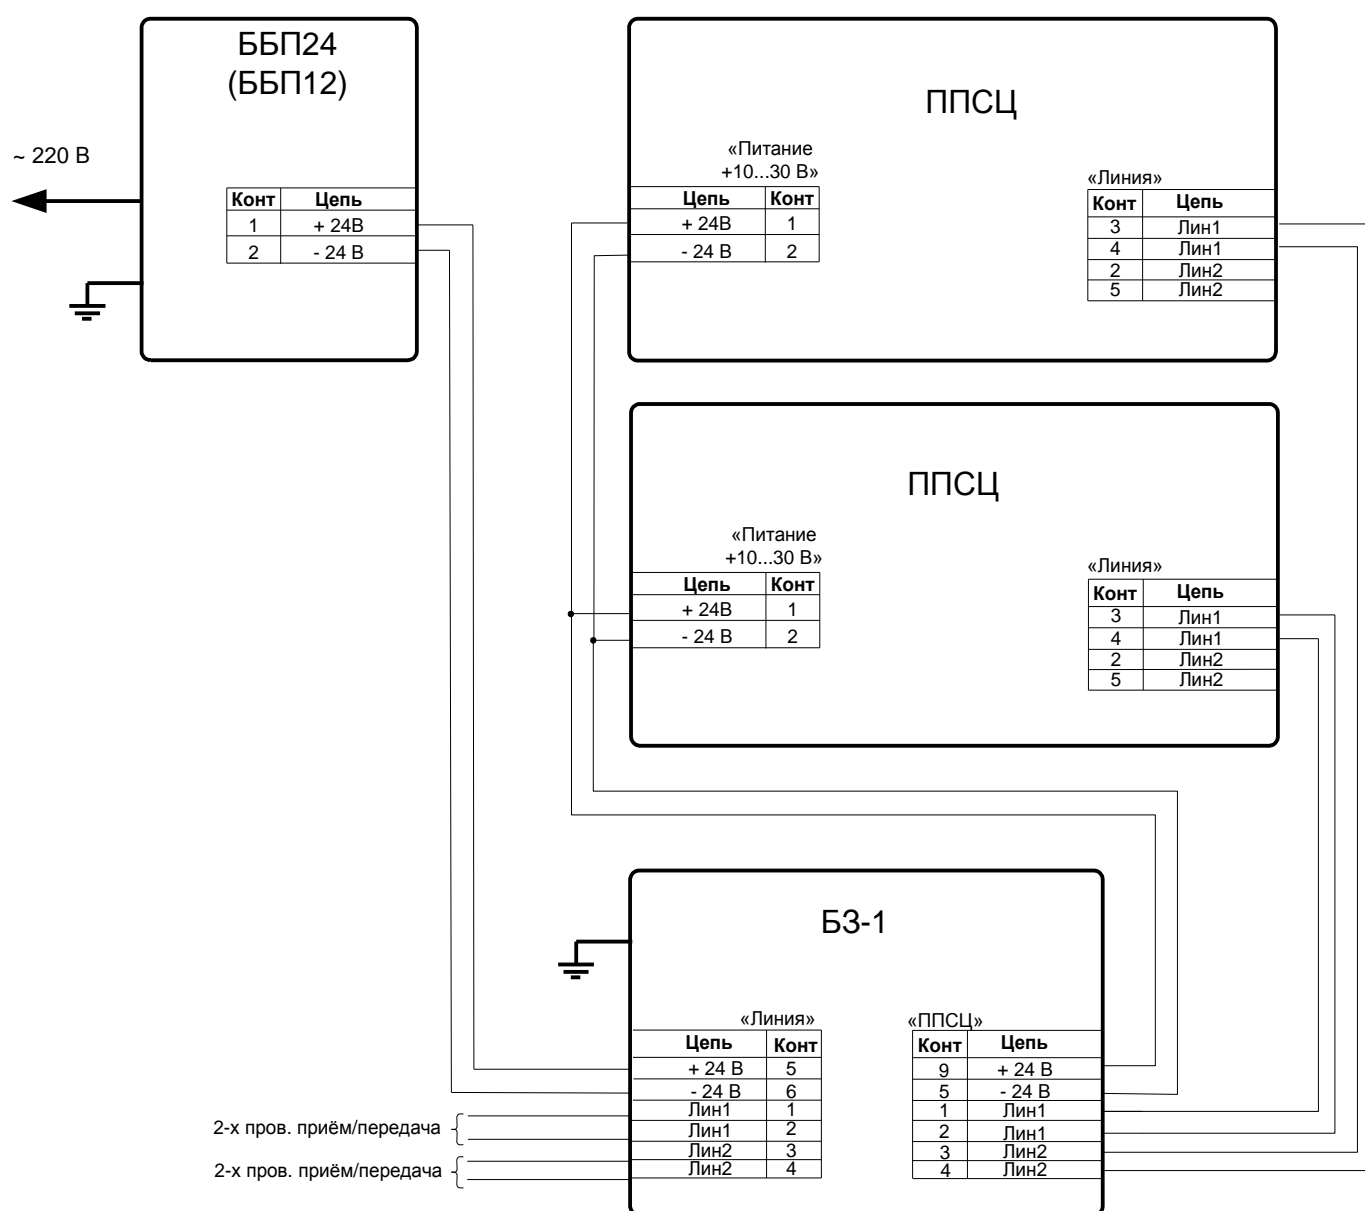 ББП24
(ББП12)
~ 220 В
Конт Цепь
1 + 24В
2 - 24 В
ППСЦ
«Питание
+10...30 В»
Цепь Конт
+ 24В 1
- 24 В 2
«Линия»
Конт Цепь
3 Лин1
4 Лин1
2 Лин2
5 Лин2
ППСЦ
«Питание
+10...30 В»
Цепь Конт
+ 24В 1
- 24 В 2
«Линия»
Конт Цепь
3 Лин1
4 Лин1
2 Лин2
5 Лин2
БЗ-1
«Линия»
Цепь Конт
+ 24 В 5
- 24 В 6
Лин1 1
Лин1 2
Лин2 3
Лин2 4
«ППСЦ»
Конт Цепь
9 + 24 В
5 - 24 В
1 Лин1
2 Лин1
3 Лин2
4 Лин2
2-х пров. приём/передача
2-х пров. приём/передача